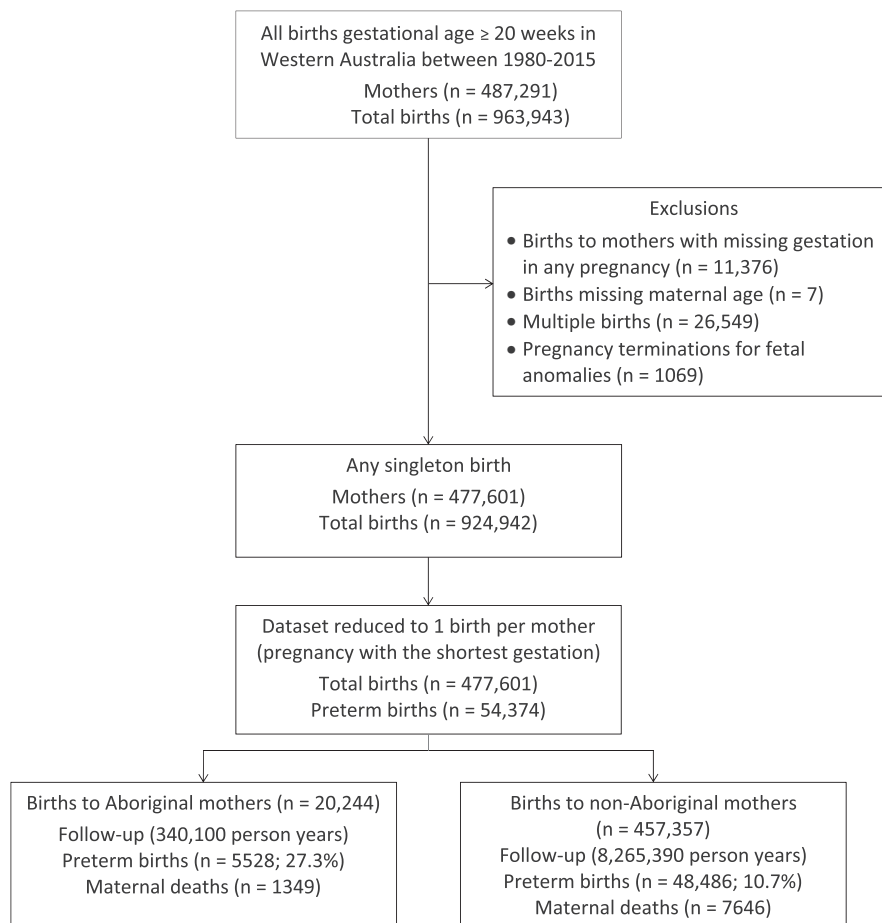 All births gestational age ≥ 20 weeks in
Western Australia between 1980-2015
Mothers (n = 487,291)
Total births (n = 963,943)
Exclusions
• Births to mothers with missing gestation
in any pregnancy (n = 11,376)
• Births missing maternal age (n = 7)
• Multiple births (n = 26,549)
• Pregnancy terminations for fetal
anomalies (n = 1069)
Any singleton birth
Mothers (n = 477,601)
Total births (n = 924,942)
Dataset reduced to 1 birth per mother
(pregnancy with the shortest gestation)
Total births (n = 477,601)
Preterm births (n = 54,374)
Births to Aboriginal mothers (n = 20,244)
Follow-up (340,100 person years)
Preterm births (n = 5528; 27.3%)
Maternal deaths (n = 1349)
Births to non-Aboriginal mothers
(n = 457,357)
Follow-up (8,265,390 person years)
Preterm births (n = 48,486; 10.7%)
Maternal deaths (n = 7646)